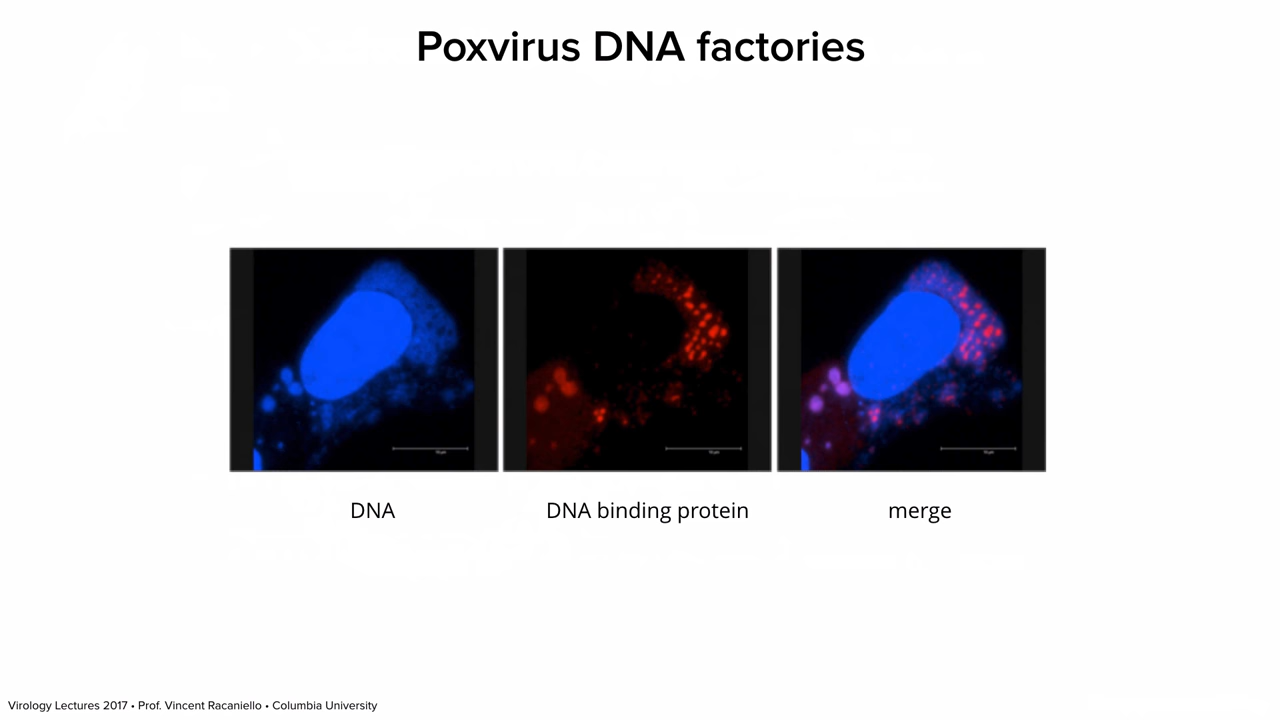 Poxvirus DNA factories
DNA
DNA binding protein
merge
Virology Lectures 2017 • Prof. Vincent Racaniello • Columbia University